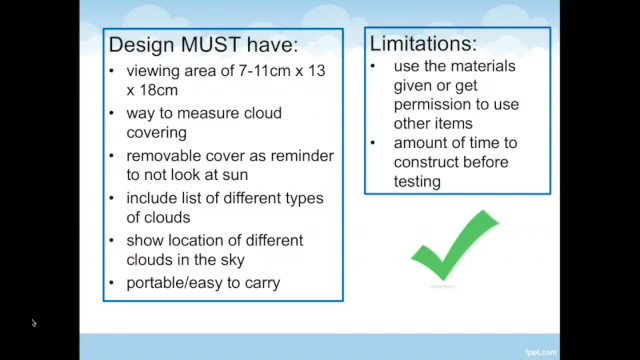 Design MUST have:
• viewing area of 7-11cm x 13
x 18cm
• way to measure cloud
covering
• removable cover as reminder
to not look at sun
• include list of different types
of clouds
• show location of different
clouds in the sky
• portable/easy to carry
Limitations:
• use the materials
given or get
permission to use
other items
• amount of time to
construct before
testing
fppt.com